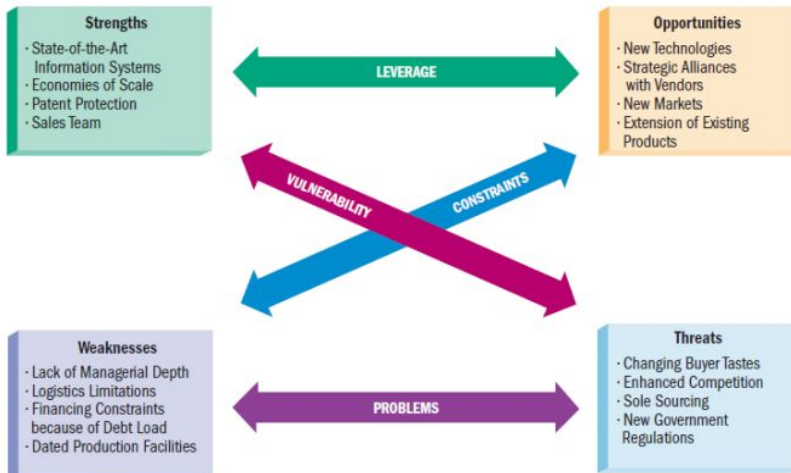 Strengths
· State-of-the-Art
Information Systems
· Economies of Scale
· Patent Protection
· Sales Team
LEVERAGE
Opportunities
· New Technologies
· Strategic Alliances
with Vendors
· New Markets
· Extension of Existing
Products
VULNERABILITY
CONSTRAINTS
Weaknesses
· Lack of Managerial Depth
· Logistics Limitations
· Financing Constraints
because of Debt Load
· Dated Production Facilities
PROBLEMS
Threats
· Changing Buyer Tastes
· Enhanced Competition
· Sole Sourcing
· New Government
Regulations